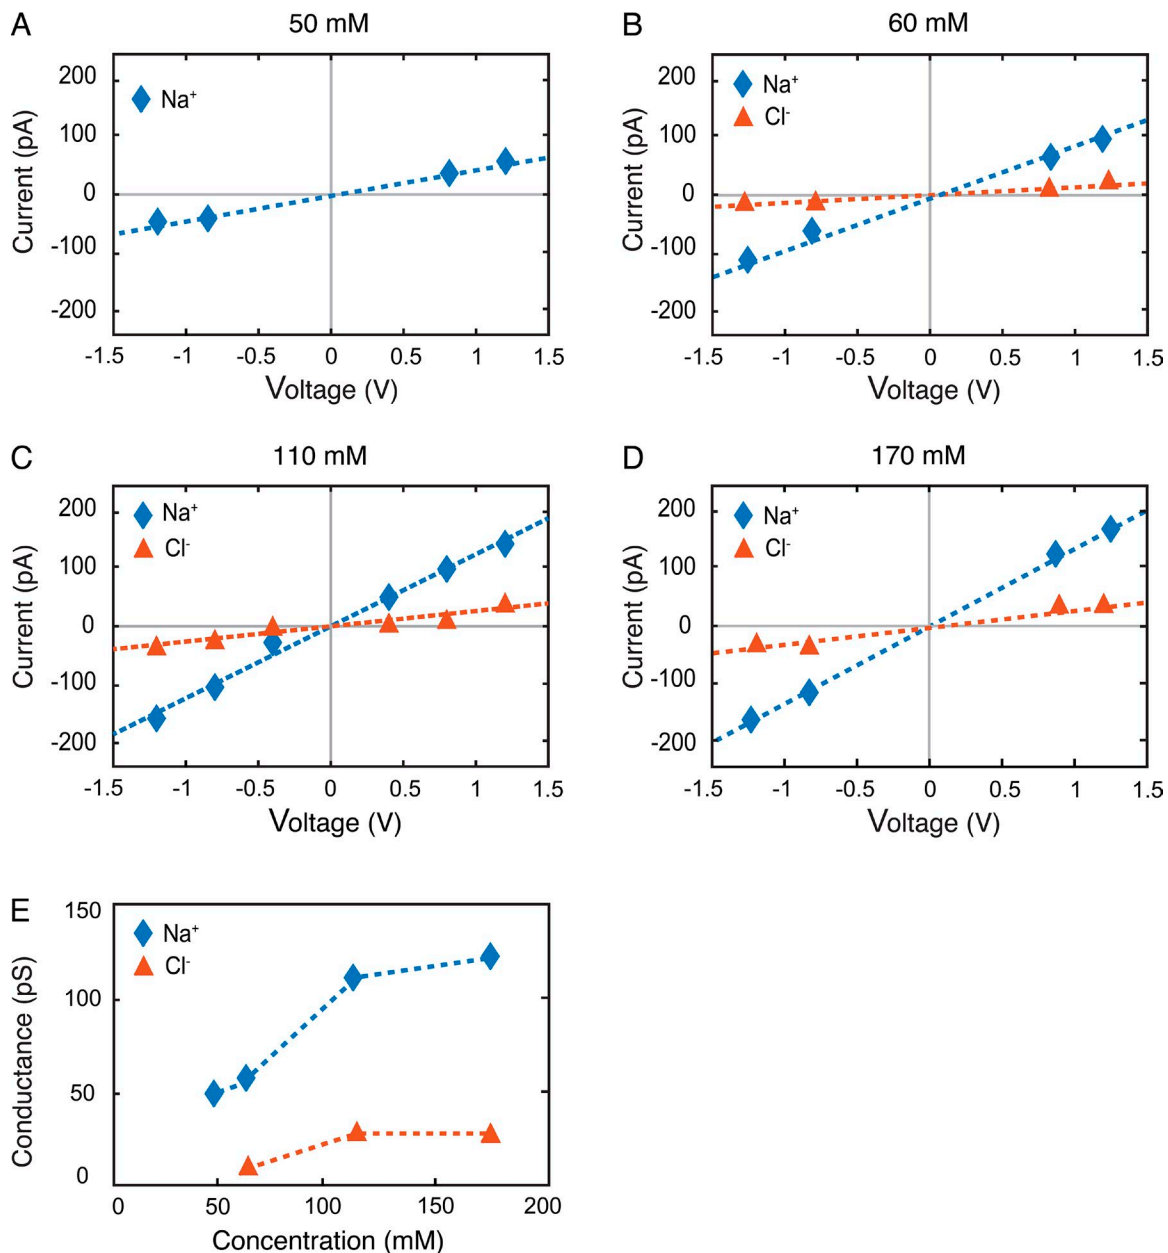 A
50 mM
Current (pA)
200
100
0
-100
-200
Na⁺
-1.5
-1
-0.5
0
0.5
1
1.5
Voltage (V)
B
60 mM
Current (pA)
200
100
0
-100
-200
Na⁺
Cl⁻
-1.5
-1
-0.5
0
0.5
1
1.5
Voltage (V)
C
110 mM
Current (pA)
200
100
0
-100
-200
Na⁺
Cl⁻
-1.5
-1
-0.5
0
0.5
1
1.5
Voltage (V)
D
170 mM
Current (pA)
200
100
0
-100
-200
Na⁺
Cl⁻
-1.5
-1
-0.5
0
0.5
1
1.5
Voltage (V)
E
Conductance (pS)
150
100
50
0
Na⁺
Cl⁻
0
50
100
150
200
Concentration (mM)